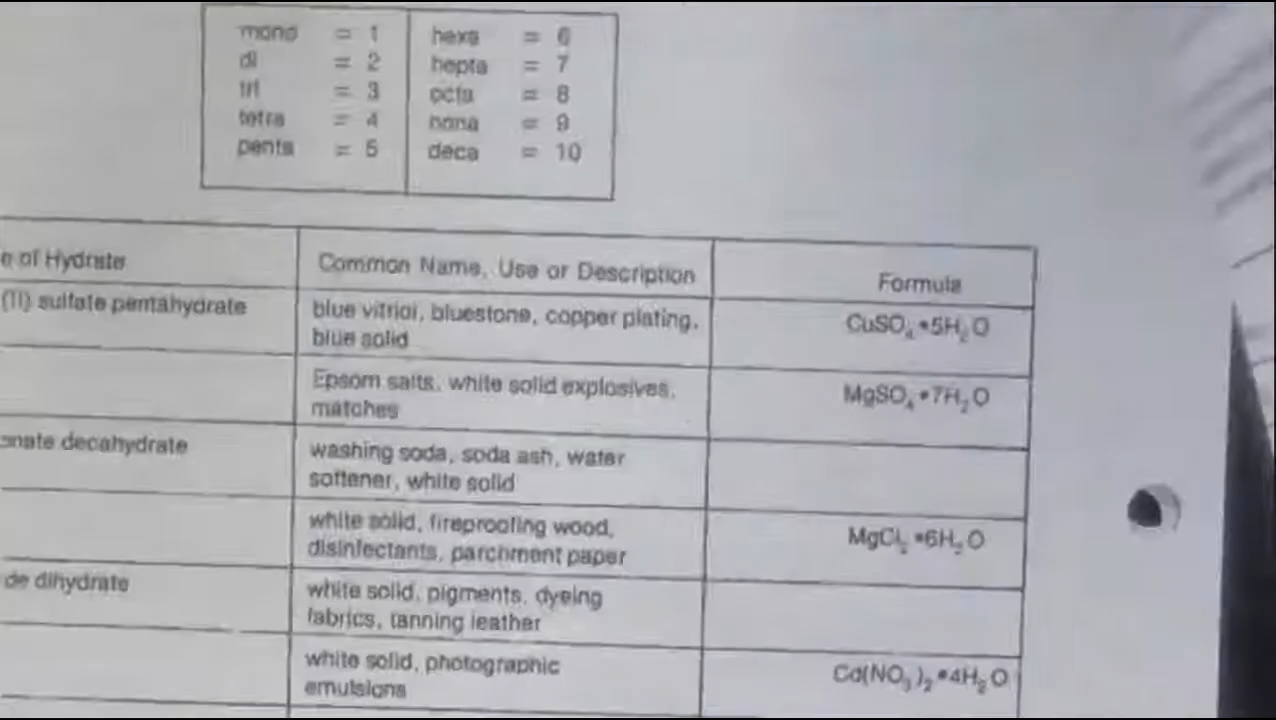 mono = 1 hexa = 6
di = 2 hepta = 7
tri = 3 octa = 8
tetra = 4 nona = 9
penta = 5 deca = 10
e of Hydrate Common Name, Use or Description Formula
(II) sulfate pentahydrate blue vitriol, bluestone, copper plating, CuSO₄•5H₂O
blue solid
Epsom salts, white solid explosives, MgSO₄•7H₂O
matches
onate decahydrate washing soda, soda ash, water
softener, white solid
white solid, fireproofing wood, MgCl₂•6H₂O
disinfectants, parchment paper
de dihydrate white solid, pigments, dyeing
fabrics, tanning leather
white solid, photographic Cd(NO₃)₂•4H₂O
emulsions